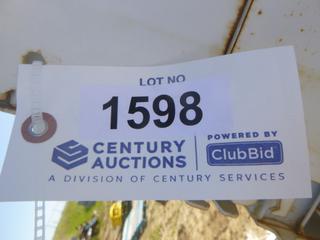 LOT NO
1598
CENTURY
AUCTIONS
POWERED BY
ClubBid
A DIVISION OF CENTURY SERVICES